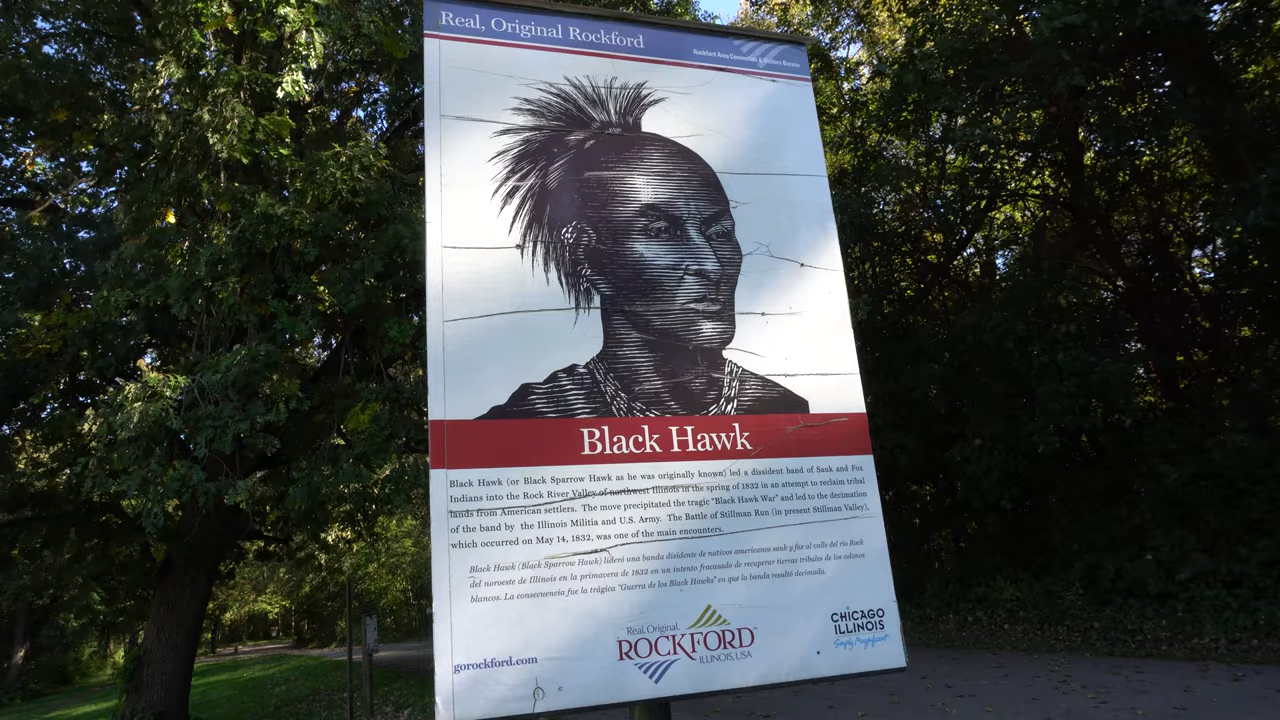 Real, Original Rockford
Rockford Area Convention & Visitors Bureau
Black Hawk
Black Hawk (or Black Sparrow Hawk as he was originally known) led a dissident band of Sauk and Fox
Indians into the Rock River Valley of northwest Illinois in the spring of 1832 in an attempt to reclaim tribal
lands from American settlers. The move precipitated the tragic "Black Hawk War" and led to the decimation
of the band by the Illinois Militia and U.S. Army. The Battle of Stillman Run (in present Stillman Valley),
which occurred on May 14, 1832, was one of the main encounters.
Black Hawk (Black Sparrow Hawk) lideró una banda disidente de nativos americanos sauk y fox al valle del río Rock
del noroeste de Illinois en la primavera de 1832 en un intento fracasado de recuperar tierras tribales de los colonos
blancos. La consecuencia fue la trágica "Guerra de los Black Hawks" en que la banda resultó decimada.
gorockford.com
Real. Original.
ROCKFORD
ILLINOIS, USA
CHICAGO
ILLINOIS
Simply Magnificent